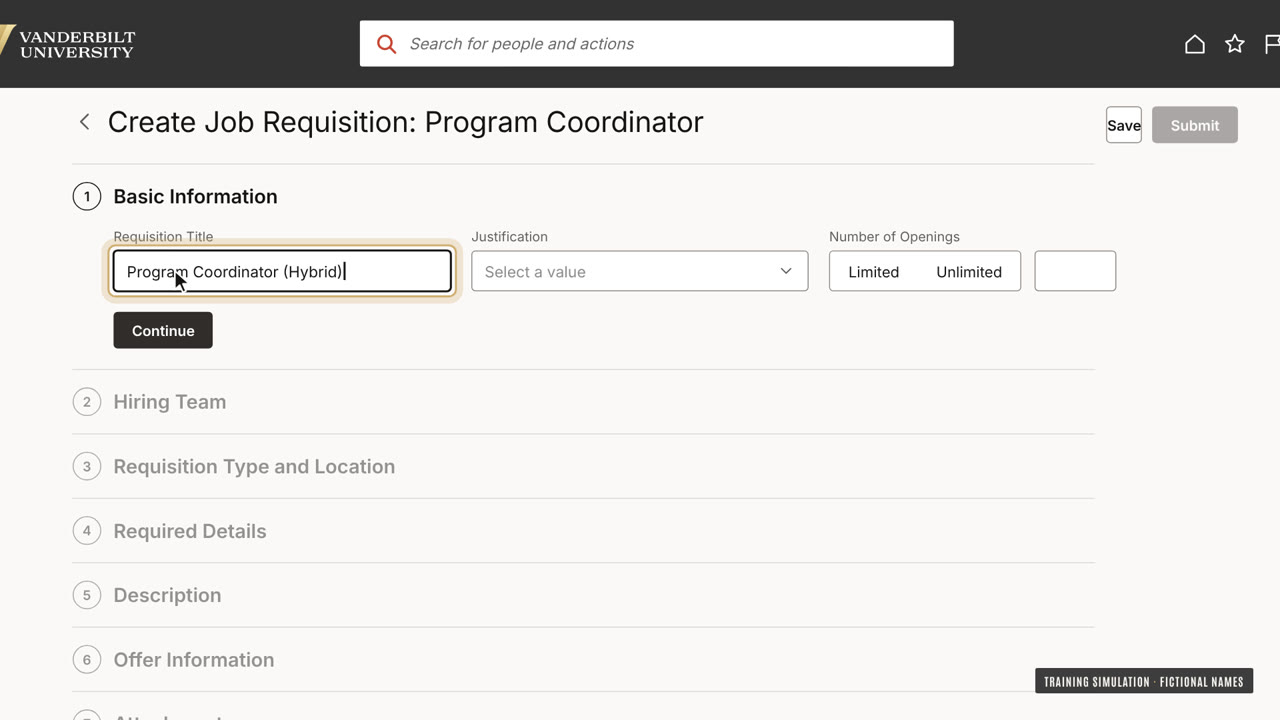 VANDERBILT
UNIVERSITY
Search for people and actions
Create Job Requisition: Program Coordinator
Save
Submit
1
Basic Information
Requisition Title
Justification
Number of Openings
Program Coordinator (Hybrid)
Select a value
Limited
Unlimited
Continue
2
Hiring Team
3
Requisition Type and Location
4
Required Details
5
Description
6
Offer Information
TRAINING SIMULATION · FICTIONAL NAMES